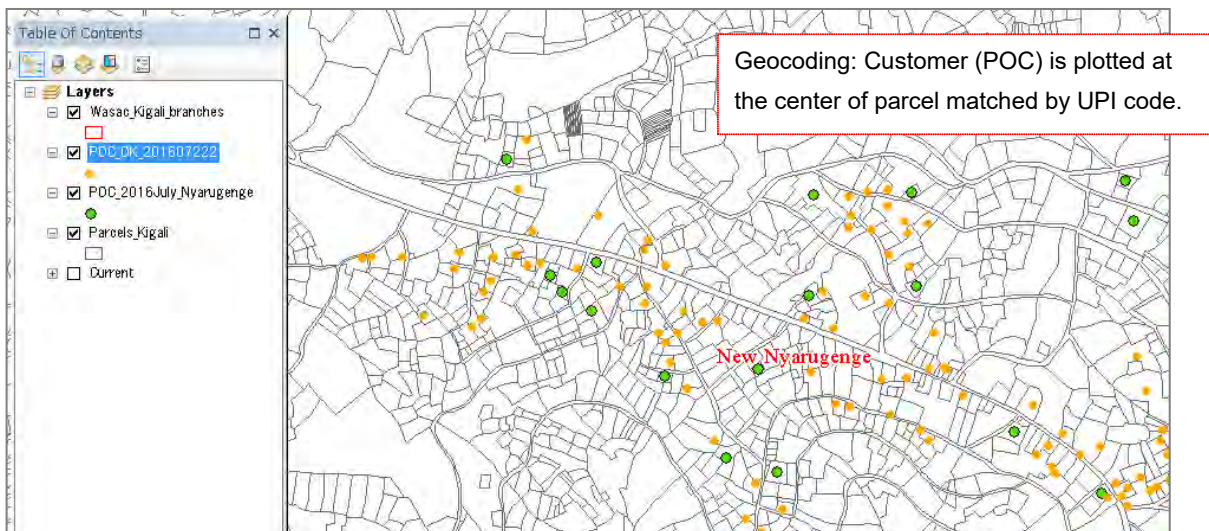 Table Of Contents
Layers
Wasac_Kigali_branches
POC_OK_201607222
POC_2016July_Nyarugenge
Parcels_Kigali
Current
Geocoding: Customer (POC) is plotted at
the center of parcel matched by UPI code.
New Nyarugenge